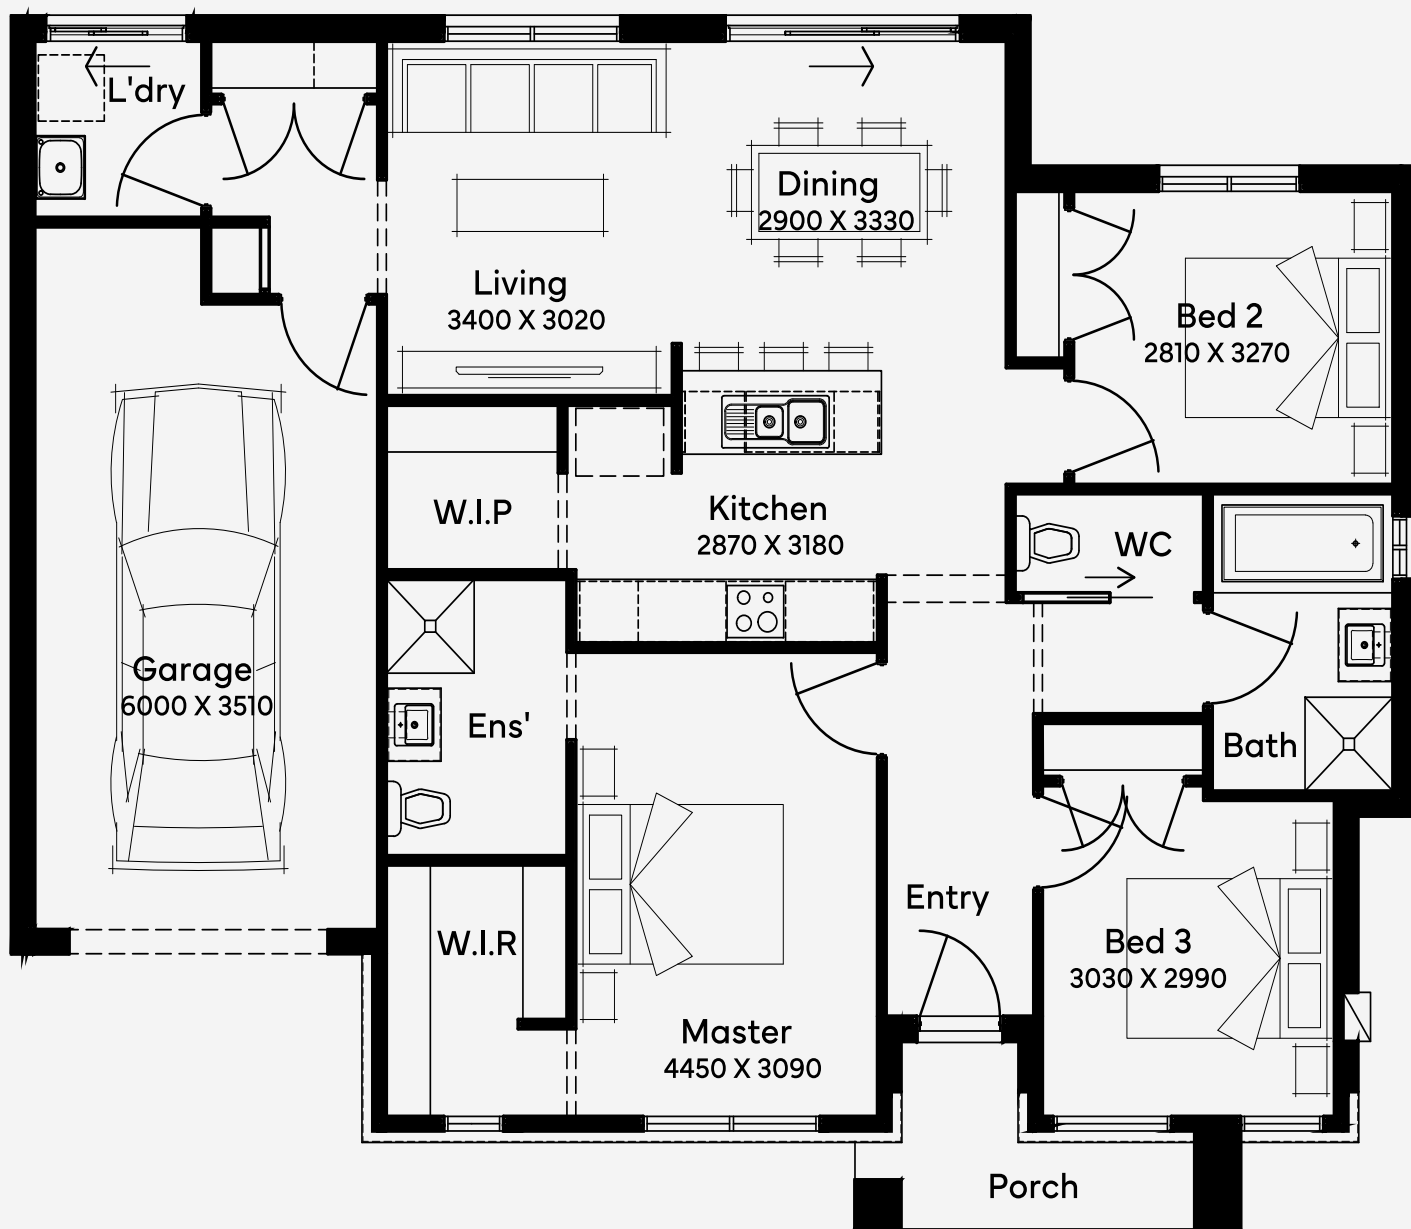 L'dry
Dining
2900 X 3330
Living
3400 X 3020
Bed 2
2810 X 3270
W.I.P
Kitchen
2870 X 3180
WC
Garage
6000 X 3510
Ens'
Bath
Entry
W.I.R
Bed 3
3030 X 2990
Master
4450 X 3090
Porch